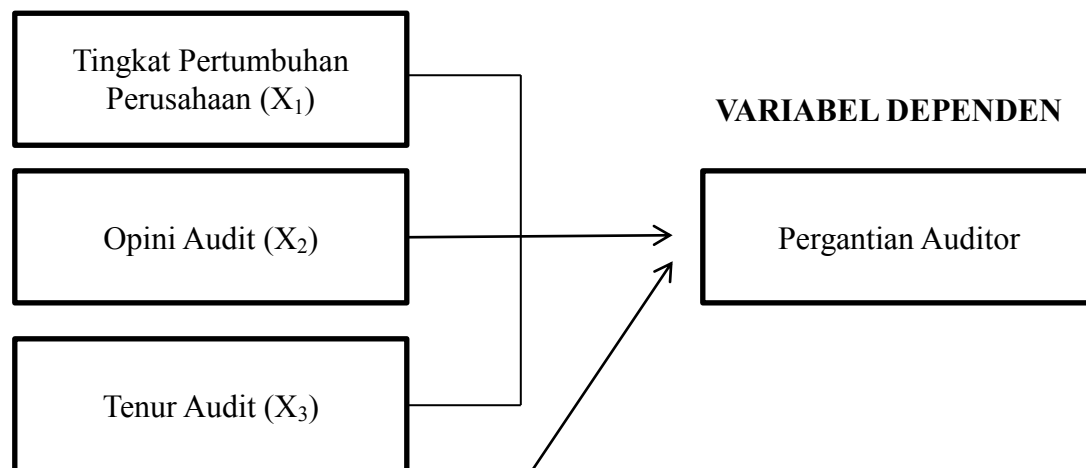 Tingkat Pertumbuhan
Perusahaan (X₁)
VARIABEL DEPENDEN
Opini Audit (X₂)
Pergantian Auditor
Tenur Audit (X₃)